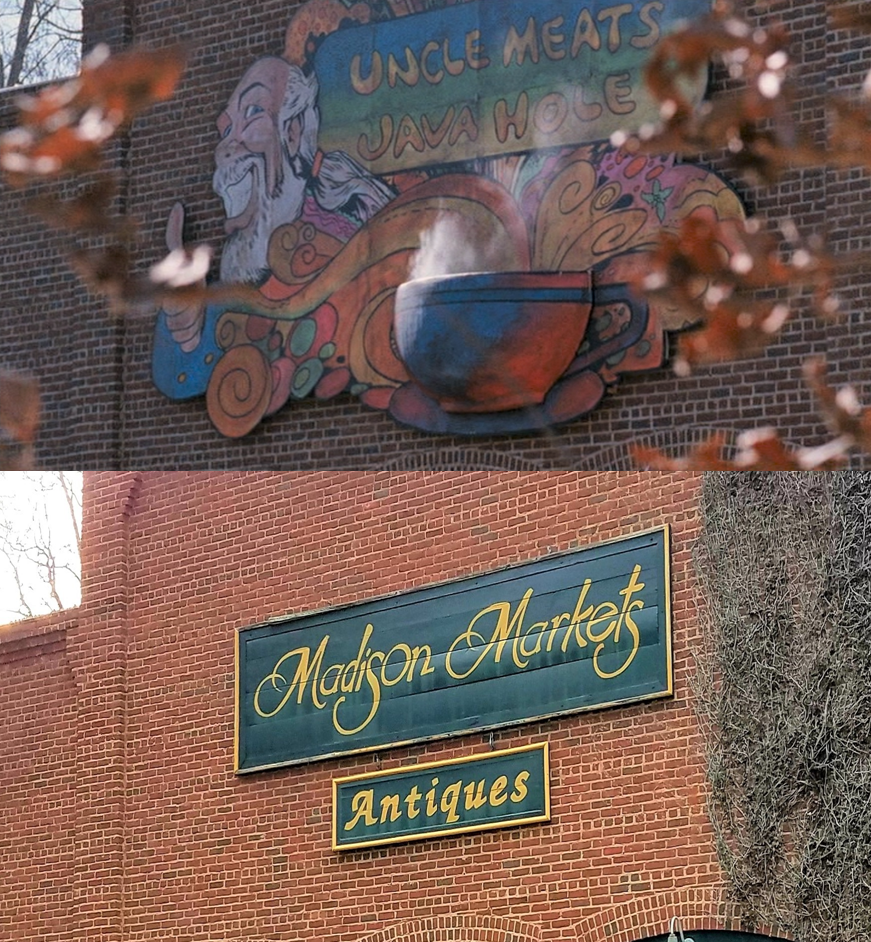 UNCLE MEATS
JAVA HOLE
Madison Markets
Antiques